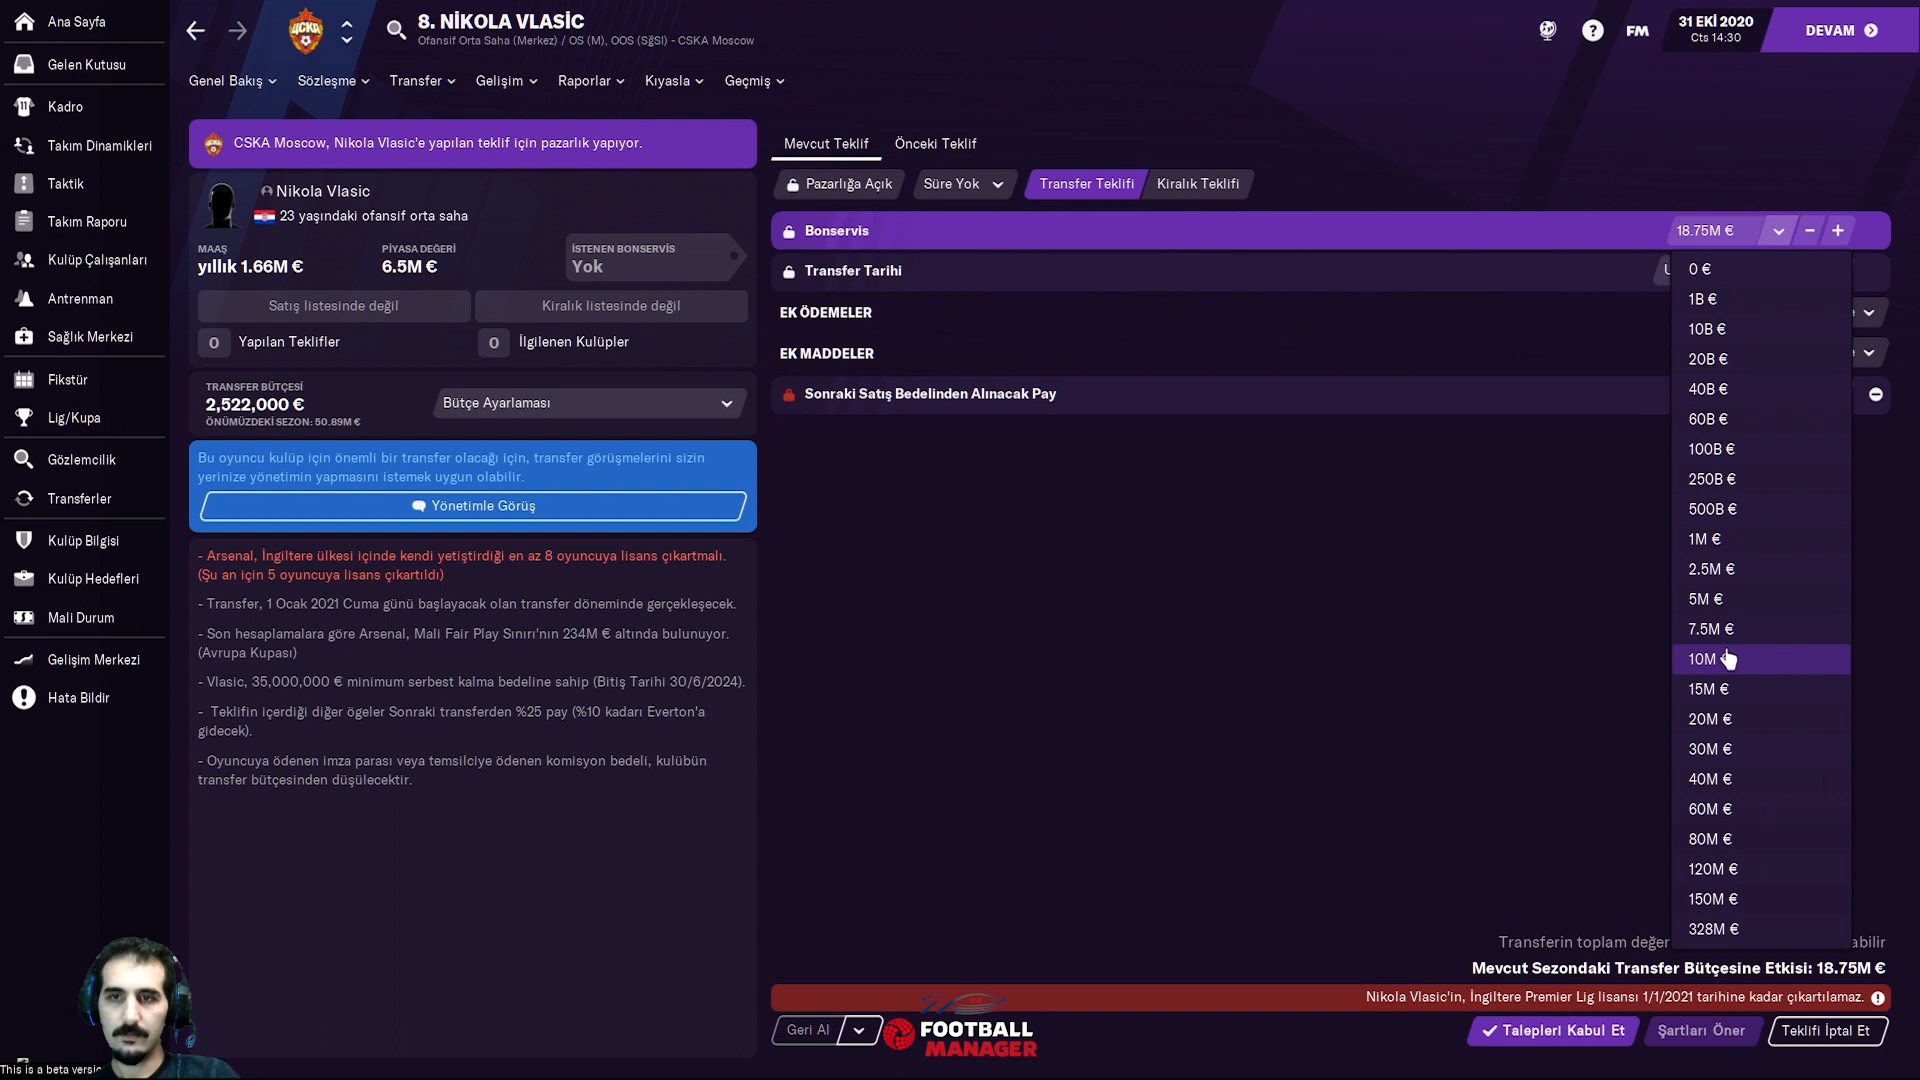 Ana Sayfa
Gelen Kutusu
Kadro
Takım Dinamikleri
Taktik
Takım Raporu
Kulüp Çalışanları
Antrenman
Sağlık Merkezi
Fikstür
Lig/Kupa
Gözlemcilik
Transferler
Kulüp Bilgisi
Kulüp Hedefleri
Mali Durum
Gelişim Merkezi
Hata Bildir
This is a beta versic
8. NİKOLA VLASİC
Ofansif Orta Saha (Merkez) / OS (M), OOS (SğSl) - CSKA Moscow
FM
31 EKİ 2020
Cts 14:30
DEVAM
Genel Bakış
Sözleşme
Transfer
Gelişim
Raporlar
Kıyasla
Geçmiş
CSKA Moscow, Nikola Vlasic'e yapılan teklif için pazarlık yapıyor.
Nikola Vlasic
23 yaşındaki ofansif orta saha
MAAŞ
yıllık 1.66M €
PİYASA DEĞERİ
6.5M €
İSTENEN BONSERVİS
Yok
Satış listesinde değil
Kiralık listesinde değil
0 Yapılan Teklifler
0 İlgilenen Kulüpler
TRANSFER BÜTÇESİ
2,522,000 €
ÖNÜMÜZDEKİ SEZON: 50.89M €
Bütçe Ayarlaması
Bu oyuncu kulüp için önemli bir transfer olacağı için, transfer görüşmelerini sizin
yerinize yönetimin yapmasını istemek uygun olabilir.
Yönetimle Görüş
- Arsenal, İngiltere ülkesi içinde kendi yetiştirdiği en az 8 oyuncuya lisans çıkartmalı.
(Şu an için 5 oyuncuya lisans çıkartıldı)
- Transfer, 1 Ocak 2021 Cuma günü başlayacak olan transfer döneminde gerçekleşecek.
- Son hesaplamalara göre Arsenal, Mali Fair Play Sınırı'nın 234M € altında bulunuyor.
(Avrupa Kupası)
- Vlasic, 35,000,000 € minimum serbest kalma bedeline sahip (Bitiş Tarihi 30/6/2024).
- Teklifin içerdiği diğer ögeler Sonraki transferden %25 pay (%10 kadarı Everton'a
gidecek).
- Oyuncuya ödenen imza parası veya temsilciye ödenen komisyon bedeli, kulübün
transfer bütçesinden düşülecektir.
Mevcut Teklif
Önceki Teklif
Pazarlığa Açık
Süre Yok
Transfer Teklifi
Kiralık Teklifi
Bonservis
18.75M €
Transfer Tarihi
EK ÖDEMELER
EK MADDELER
Sonraki Satış Bedelinden Alınacak Pay
0 €
1B €
10B €
20B €
40B €
60B €
100B €
250B €
500B €
1M €
2.5M €
5M €
7.5M €
10M
15M €
20M €
30M €
40M €
60M €
80M €
120M €
150M €
328M €
Transferin toplam değer
abilir
Mevcut Sezondaki Transfer Bütçesine Etkisi: 18.75M €
Nikola Vlasic'in, İngiltere Premier Lig lisansı 1/1/2021 tarihine kadar çıkartılamaz.
Geri Al
FOOTBALL
MANAGER
Talepleri Kabul Et
Şartları Öner
Teklifi İptal Et